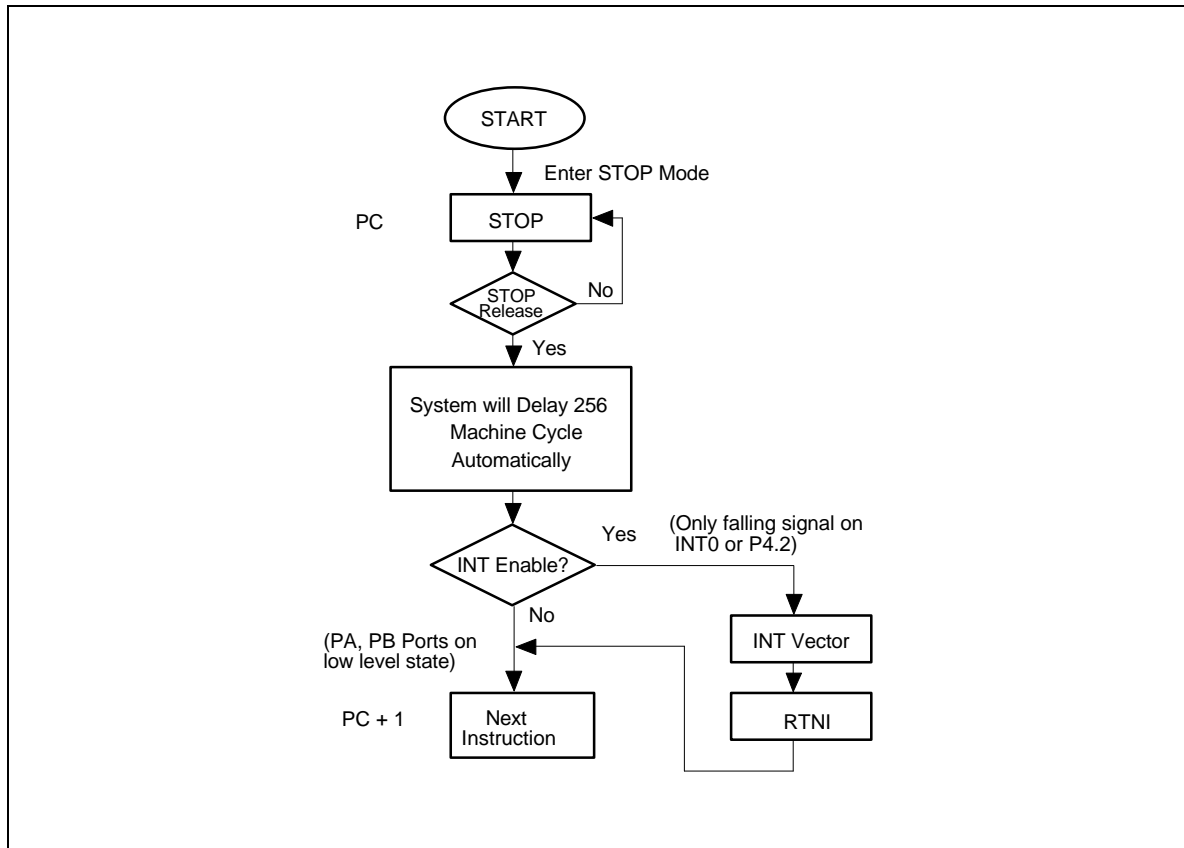 START
Enter STOP Mode
PC
STOP
STOP
Release
No
Yes
System will Delay 256
Machine Cycle
Automatically
INT Enable?
Yes
(Only falling signal on
INT0 or P4.2)
No
INT Vector
(PA, PB Ports on
low level state)
RTNI
PC + 1
Next
Instruction